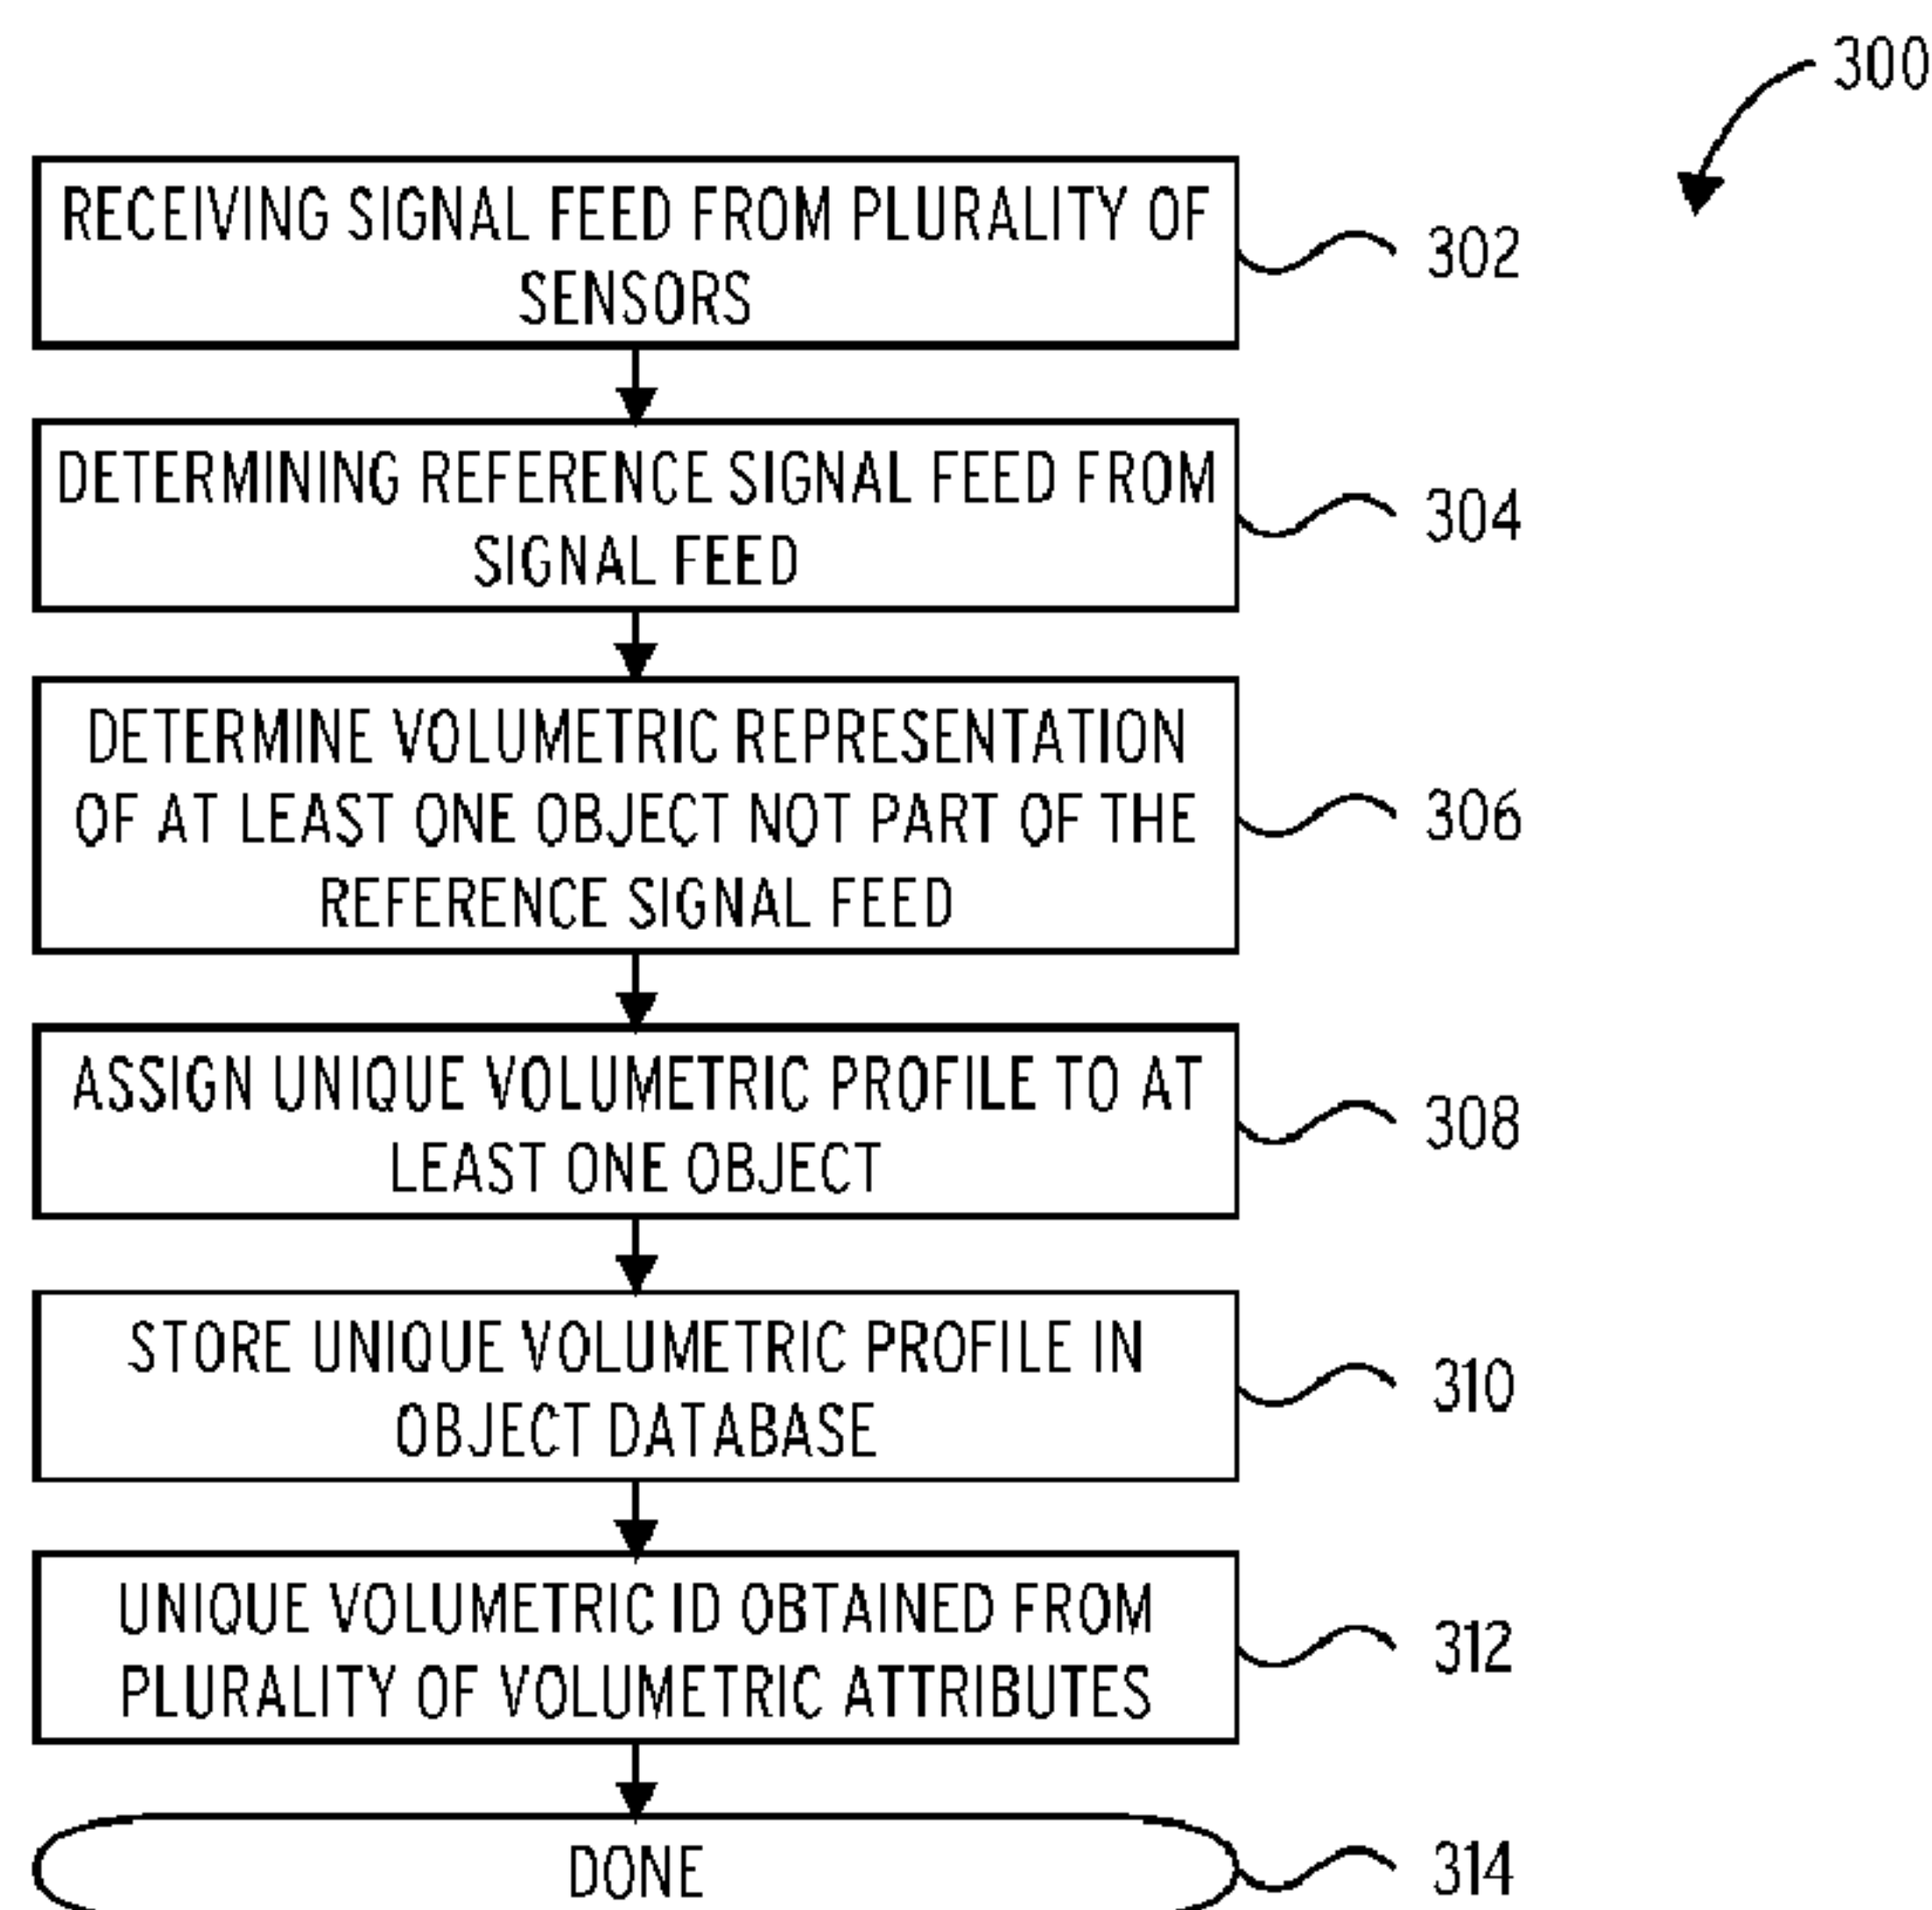 300
RECEIVING SIGNAL FEED FROM PLURALITY OF
SENSORS
302
DETERMINING REFERENCE SIGNAL FEED FROM
SIGNAL FEED
304
DETERMINE VOLUMETRIC REPRESENTATION
OF AT LEAST ONE OBJECT NOT PART OF THE
REFERENCE SIGNAL FEED
306
ASSIGN UNIQUE VOLUMETRIC PROFILE TO AT
LEAST ONE OBJECT
308
STORE UNIQUE VOLUMETRIC PROFILE IN
OBJECT DATABASE
310
UNIQUE VOLUMETRIC ID OBTAINED FROM
PLURALITY OF VOLUMETRIC ATTRIBUTES
312
DONE
314